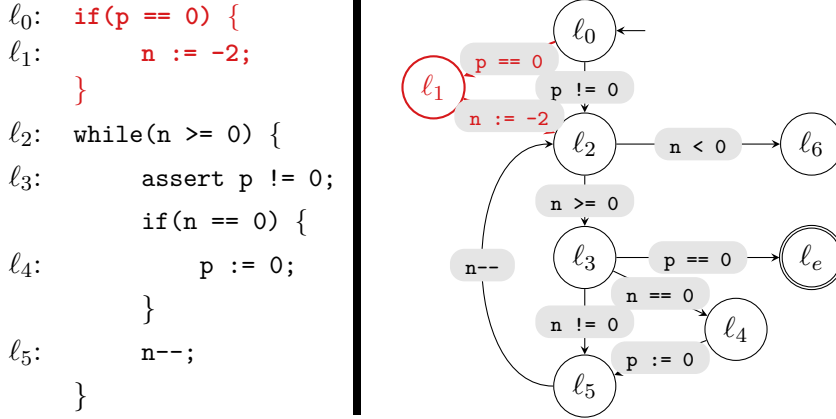 ℓ0: if(p == 0) {
ℓ1: n := -2;
}
ℓ2: while(n >= 0) {
ℓ3: assert p != 0;
if(n == 0) {
ℓ4: p := 0;
}
ℓ5: n--;
}
ℓ0
p == 0
ℓ1
p != 0
n := -2
ℓ2
n < 0
ℓ6
n >= 0
n--
ℓ3
p == 0
ℓe
n == 0
n != 0
ℓ4
p := 0
ℓ5